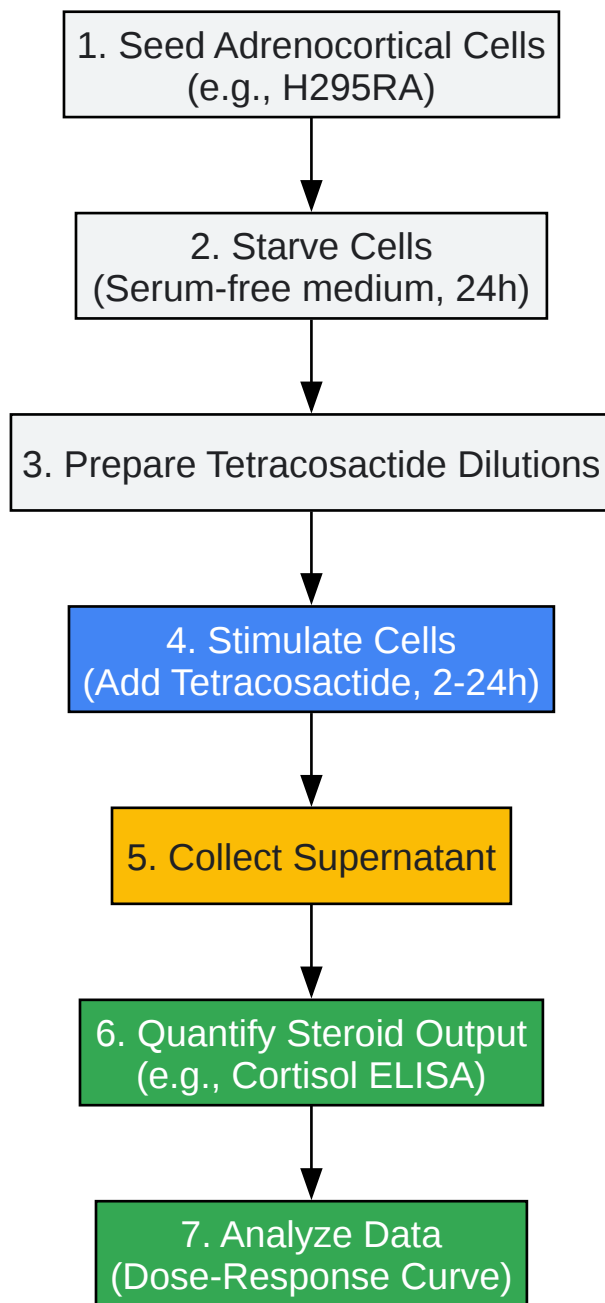 1. Seed Adrenocortical Cells
(e.g., H295RA)
2. Starve Cells
(Serum-free medium, 24h)
3. Prepare Tetracosactide Dilutions
4. Stimulate Cells
(Add Tetracosactide, 2-24h)
5. Collect Supernatant
6. Quantify Steroid Output
(e.g., Cortisol ELISA)
7. Analyze Data
(Dose-Response Curve)